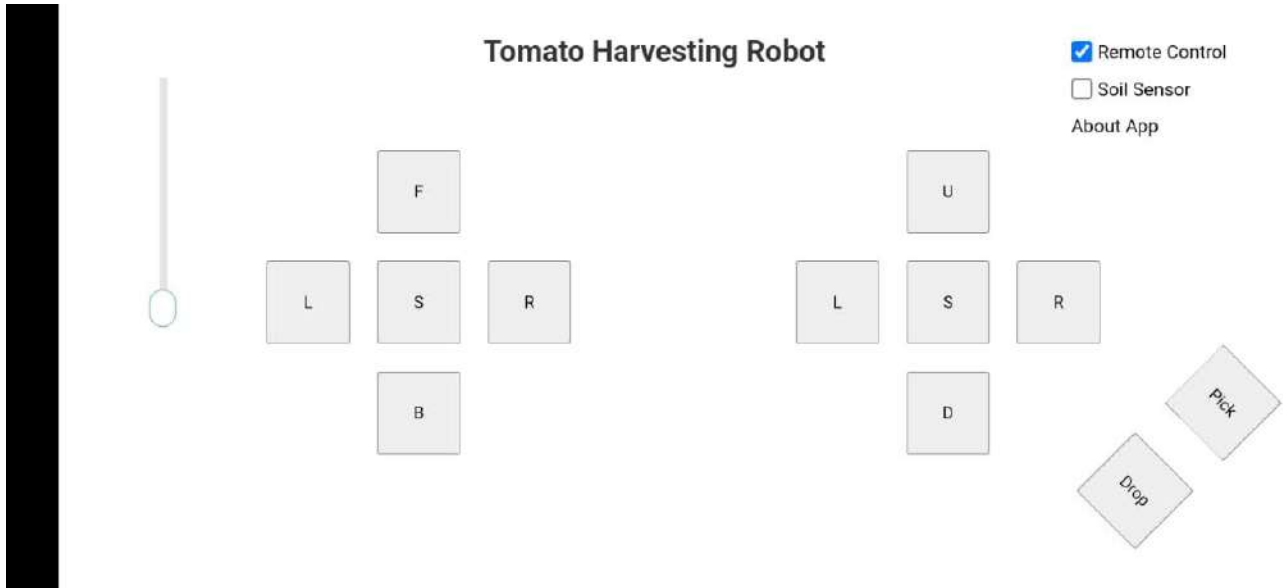 Tomato Harvesting Robot
Remote Control
Soil Sensor
About App
F
U
L S R
L S R
B
D
Pick
Drop